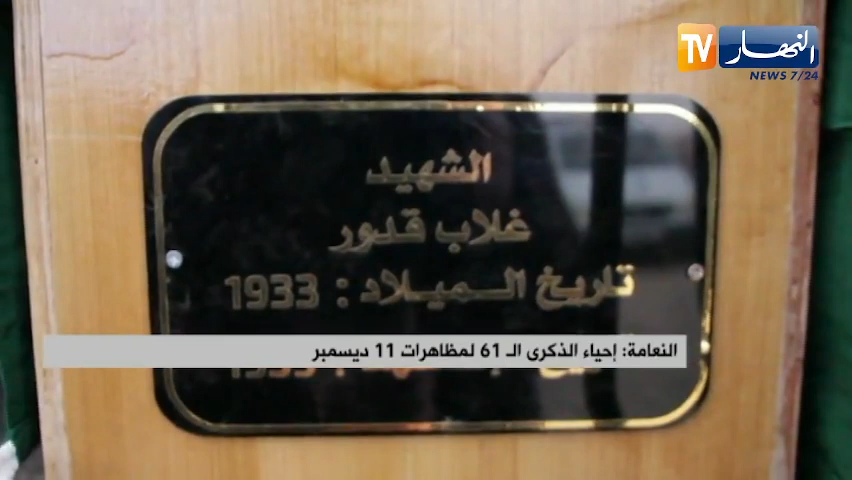 النهار TV
NEWS 7/24
الشهيد
غلاب قدور
تاريخ الميلاد : 1933
النعامة: إحياء الذكرى الـ 61 لمظاهرات 11 ديسمبر